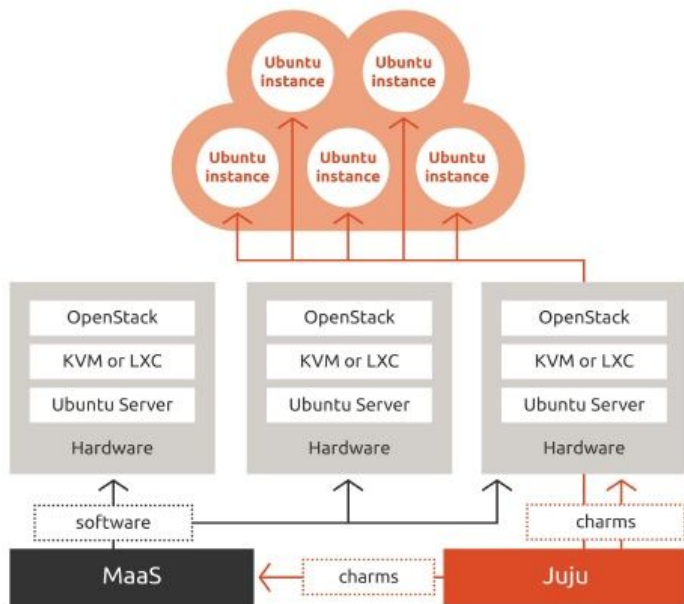 Ubuntu
instance
Ubuntu
instance
Ubuntu
instance
Ubuntu
instance
Ubuntu
instance
OpenStack
KVM or LXC
Ubuntu Server
Hardware
OpenStack
KVM or LXC
Ubuntu Server
Hardware
OpenStack
KVM or LXC
Ubuntu Server
Hardware
software
charms
MaaS
charms
Juju